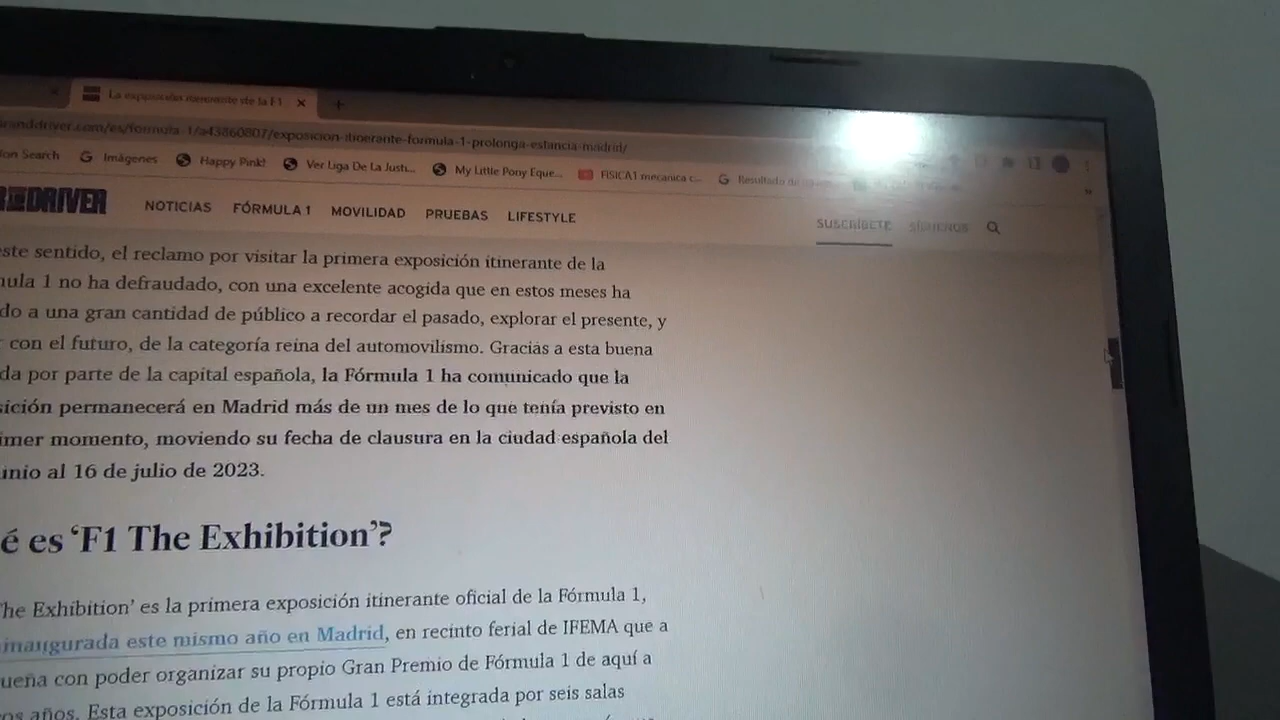 La exposición itinerante de la F1 ×
randdriver.com/es/formula-1/a43860807/exposicion-itinerante-formula-1-prolonga-estancia-madrid/
ion Search Imágenes Happy Pink! Ver Liga De La Justi... My Little Pony Eque... FISICA1 mecanica c... Resultado de
DRIVER NOTICIAS FÓRMULA 1 MOVILIDAD PRUEBAS LIFESTYLE SUSCRÍBETE SÍGUENOS
ste sentido, el reclamo por visitar la primera exposición itinerante de la
ula 1 no ha defraudado, con una excelente acogida que en estos meses ha
do a una gran cantidad de público a recordar el pasado, explorar el presente, y
con el futuro, de la categoría reina del automovilismo. Gracias a esta buena
da por parte de la capital española, la Fórmula 1 ha comunicado que la
sición permanecerá en Madrid más de un mes de lo que tenía previsto en
imer momento, moviendo su fecha de clausura en la ciudad española del
unio al 16 de julio de 2023.
é es ‘F1 The Exhibition’?
The Exhibition’ es la primera exposición itinerante oficial de la Fórmula 1,
inaugurada este mismo año en Madrid, en recinto ferial de IFEMA que a
ueña con poder organizar su propio Gran Premio de Fórmula 1 de aquí a
os años. Esta exposición de la Fórmula 1 está integrada por seis salas